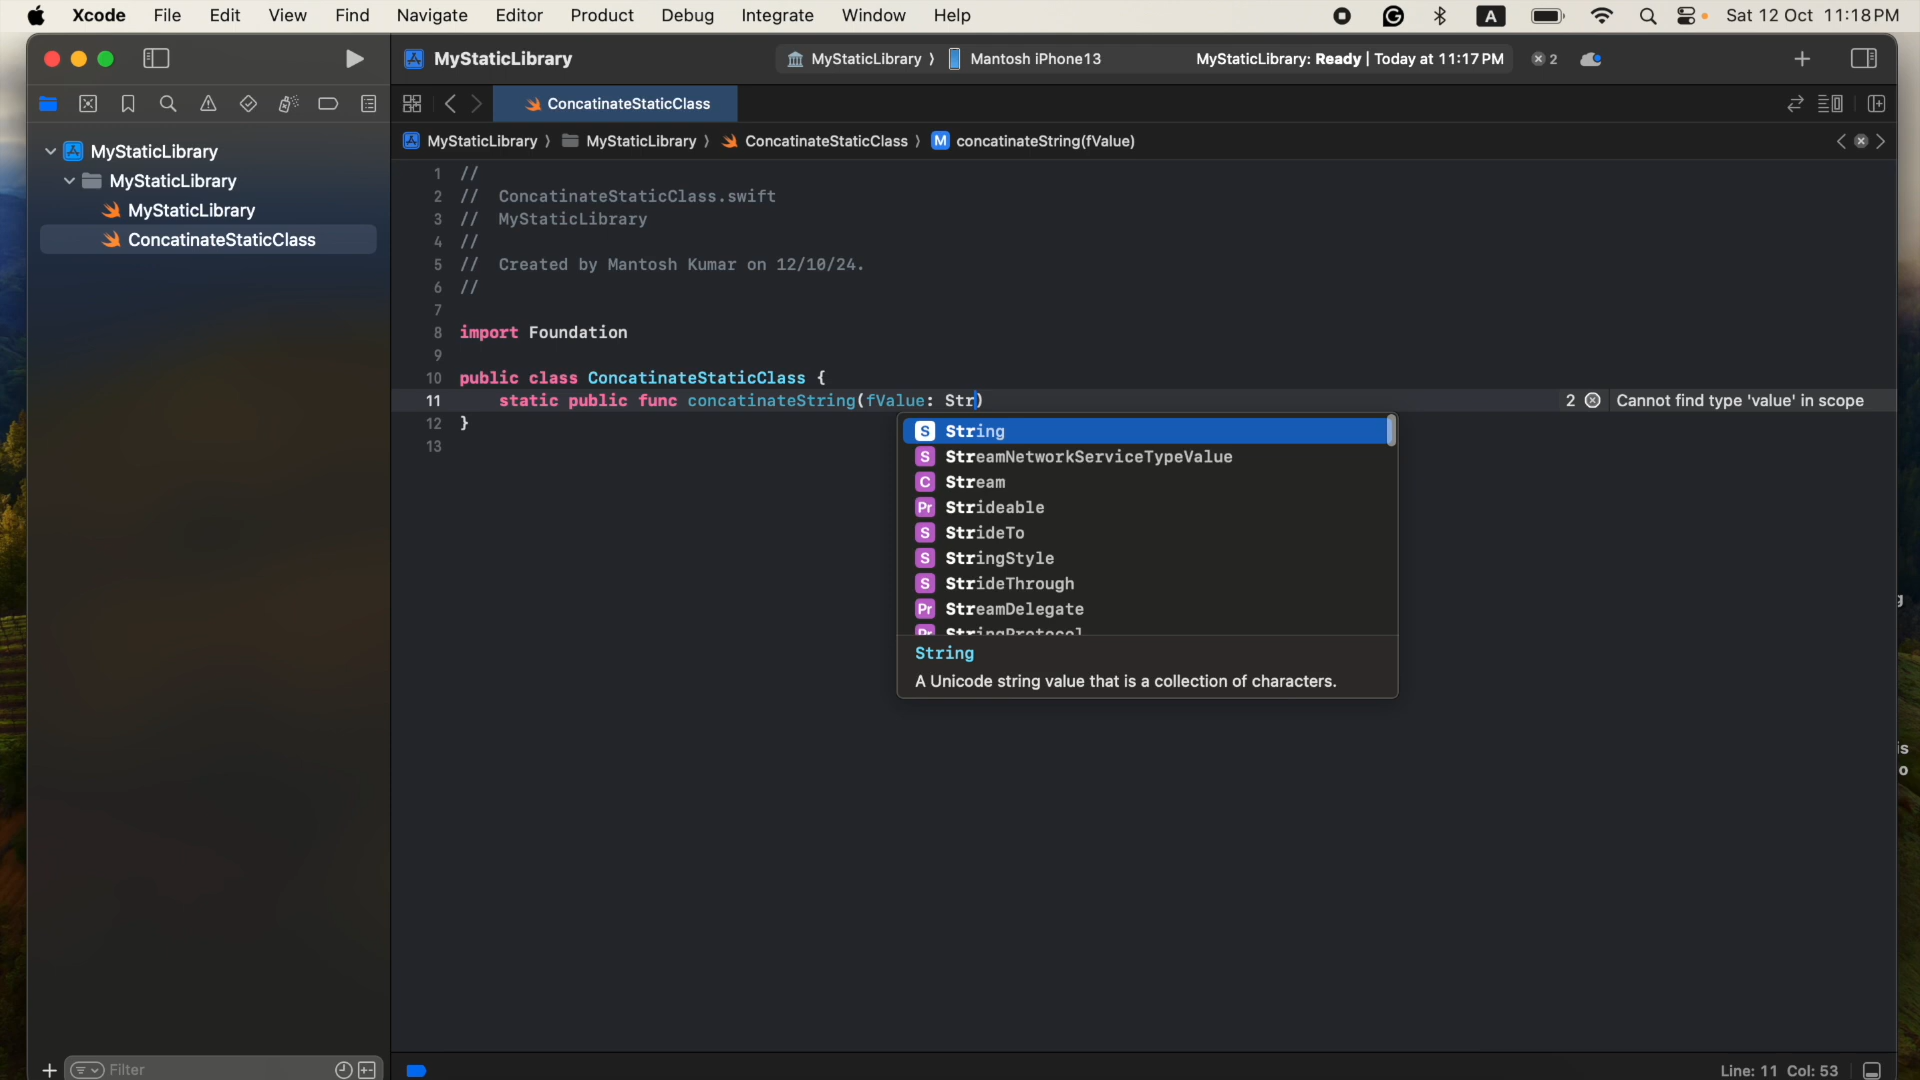 Xcode File Edit View Find Navigate Editor Product Debug Integrate Window Help A Sat 12 Oct 11:18 PM
MyStaticLibrary MyStaticLibrary 〉 Mantosh iPhone13 MyStaticLibrary: Ready | Today at 11:17 PM 2
ConcatinateStaticClass
MyStaticLibrary 〉 MyStaticLibrary 〉 ConcatinateStaticClass 〉 M concatinateString(fValue)
MyStaticLibrary
MyStaticLibrary
MyStaticLibrary
ConcatinateStaticClass
1 //
2 // ConcatinateStaticClass.swift
3 // MyStaticLibrary
4 //
5 // Created by Mantosh Kumar on 12/10/24.
6 //
7
8 import Foundation
9
10 public class ConcatinateStaticClass {
11 static public func concatinateString(fValue: Str) 2 Cannot find type 'value' in scope
12 }
13
S String
S StreamNetworkServiceTypeValue
C Stream
Pr Strideable
S StrideTo
S StringStyle
S StrideThrough
Pr StreamDelegate
Pr StringProtocol
String
A Unicode string value that is a collection of characters.
Filter
Line: 11 Col: 53